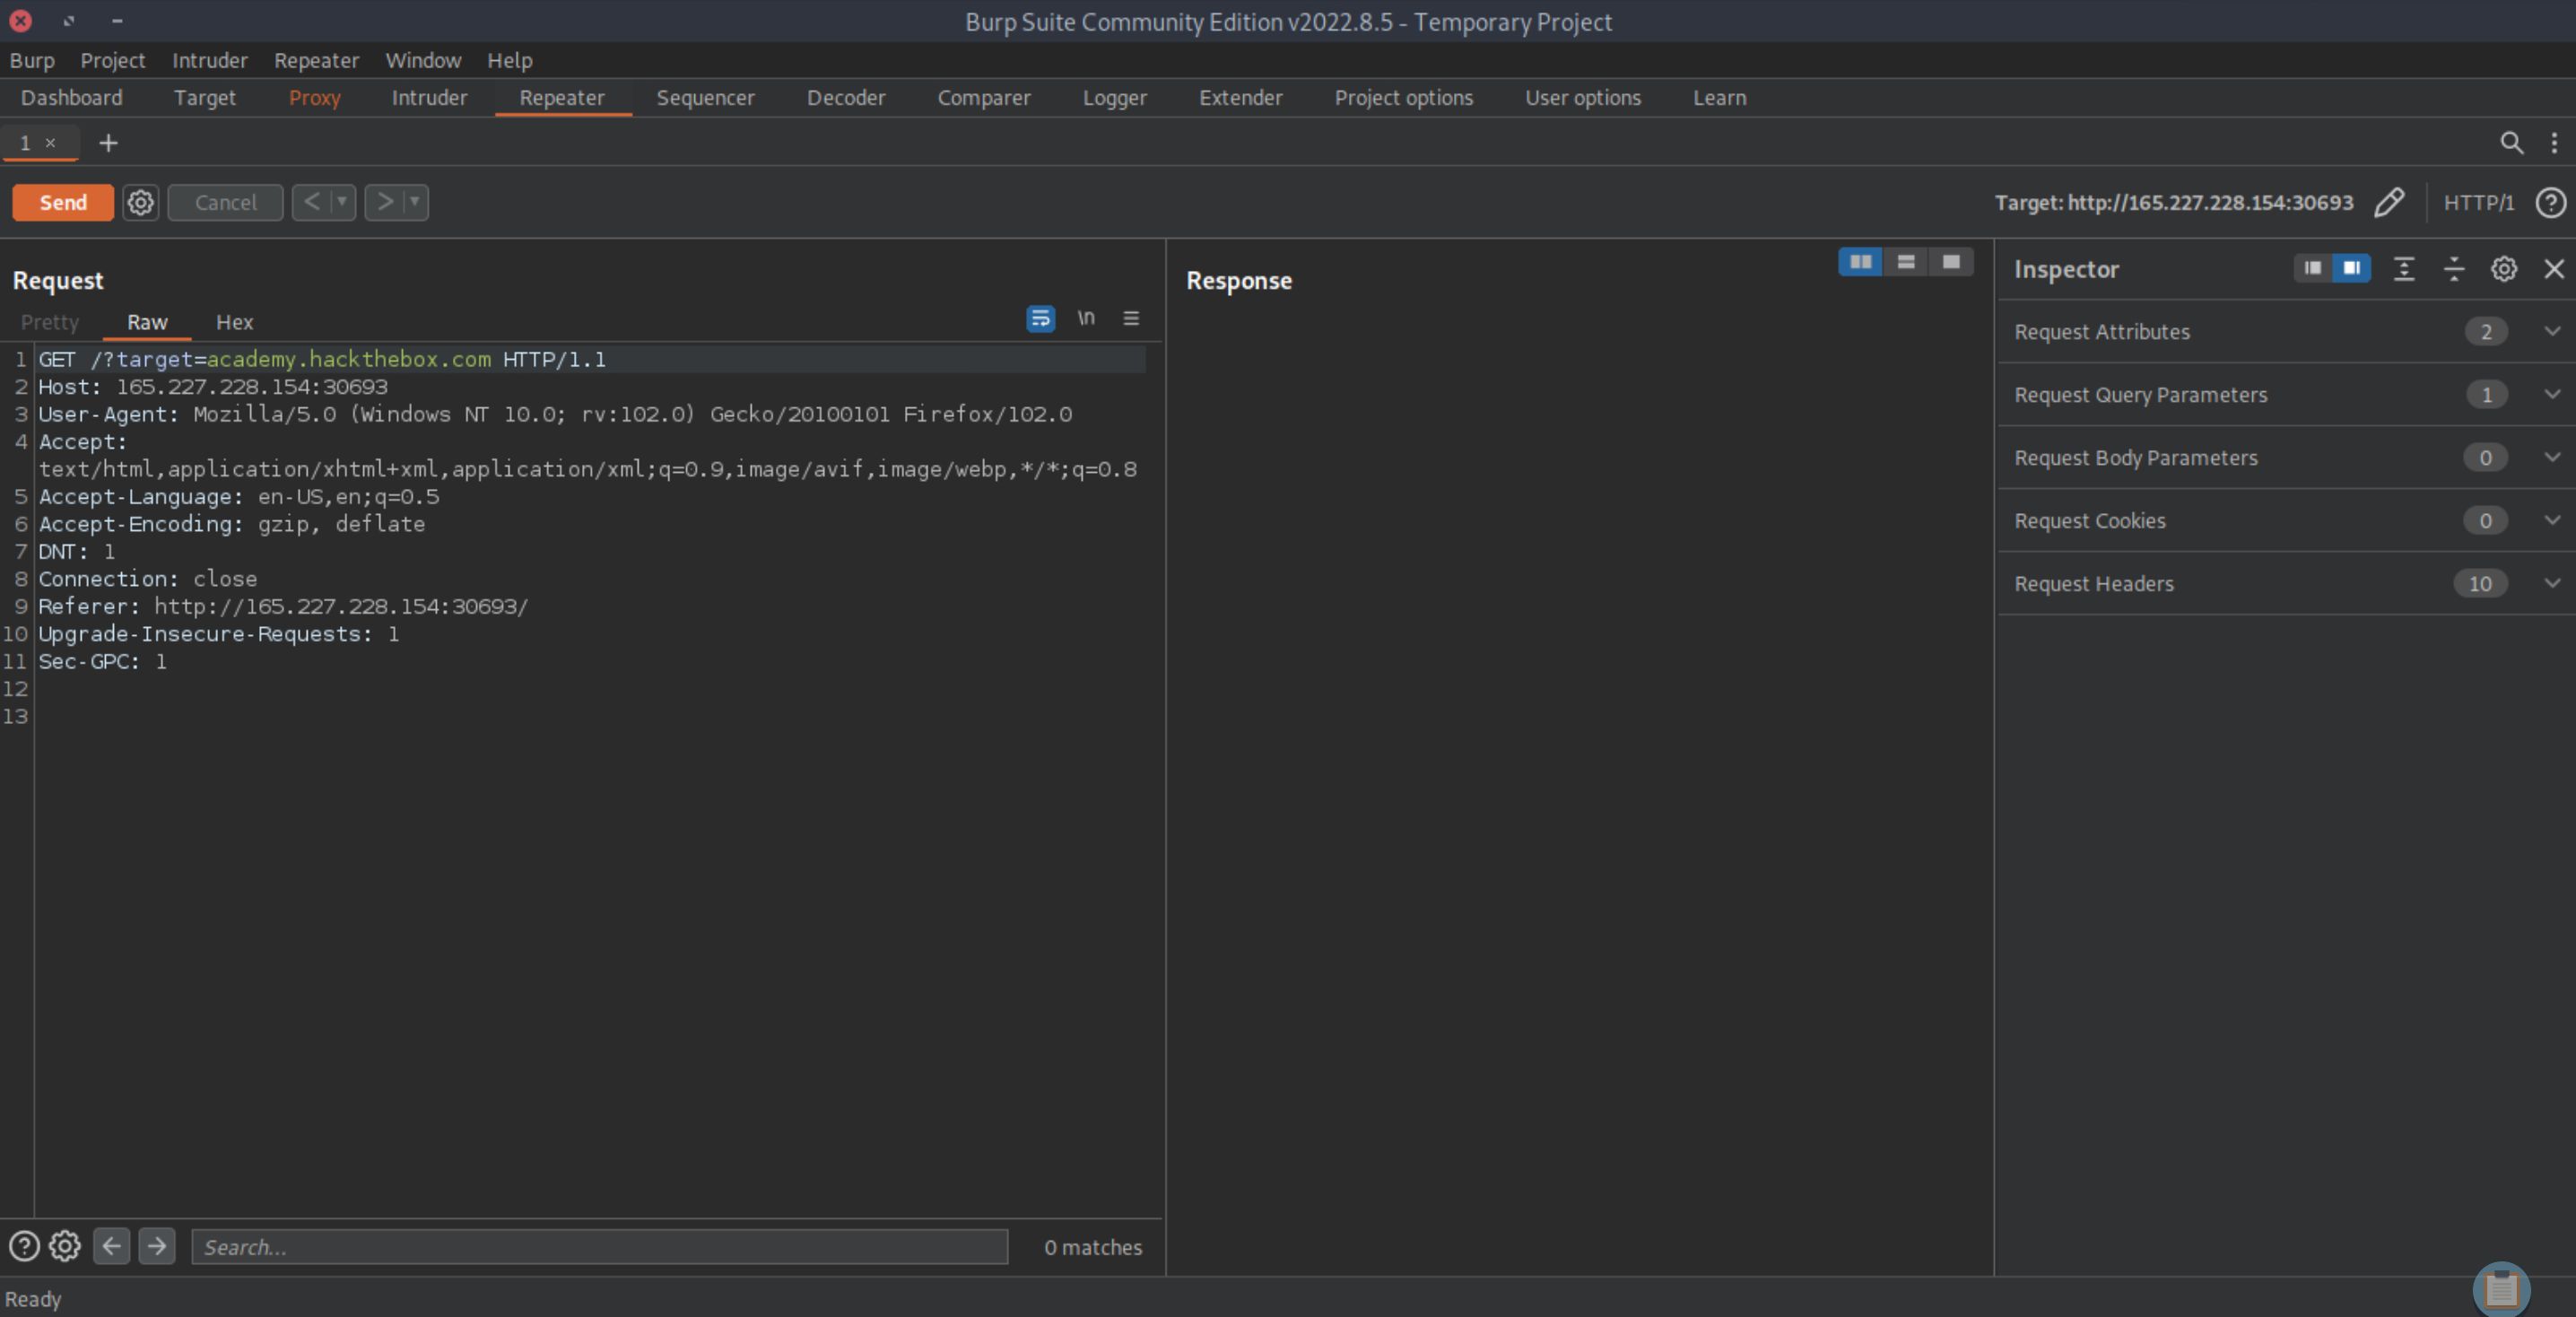 Burp Suite Community Edition v2022.8.5 - Temporary Project
Burp Project Intruder Repeater Window Help
Dashboard Target Proxy Intruder Repeater Sequencer Decoder Comparer Logger Extender Project options User options Learn
1 × +
Send Cancel < > Target: http://165.227.228.154:30693 HTTP/1 ?
Request
Pretty Raw Hex \n
1 GET /?target=academy.hackthebox.com HTTP/1.1
2 Host: 165.227.228.154:30693
3 User-Agent: Mozilla/5.0 (Windows NT 10.0; rv:102.0) Gecko/20100101 Firefox/102.0
4 Accept:
text/html,application/xhtml+xml,application/xml;q=0.9,image/avif,image/webp,*/*;q=0.8
5 Accept-Language: en-US,en;q=0.5
6 Accept-Encoding: gzip, deflate
7 DNT: 1
8 Connection: close
9 Referer: http://165.227.228.154:30693/
10 Upgrade-Insecure-Requests: 1
11 Sec-GPC: 1
12
13
Search... 0 matches
Response
Inspector
Request Attributes 2
Request Query Parameters 1
Request Body Parameters 0
Request Cookies 0
Request Headers 10
Ready